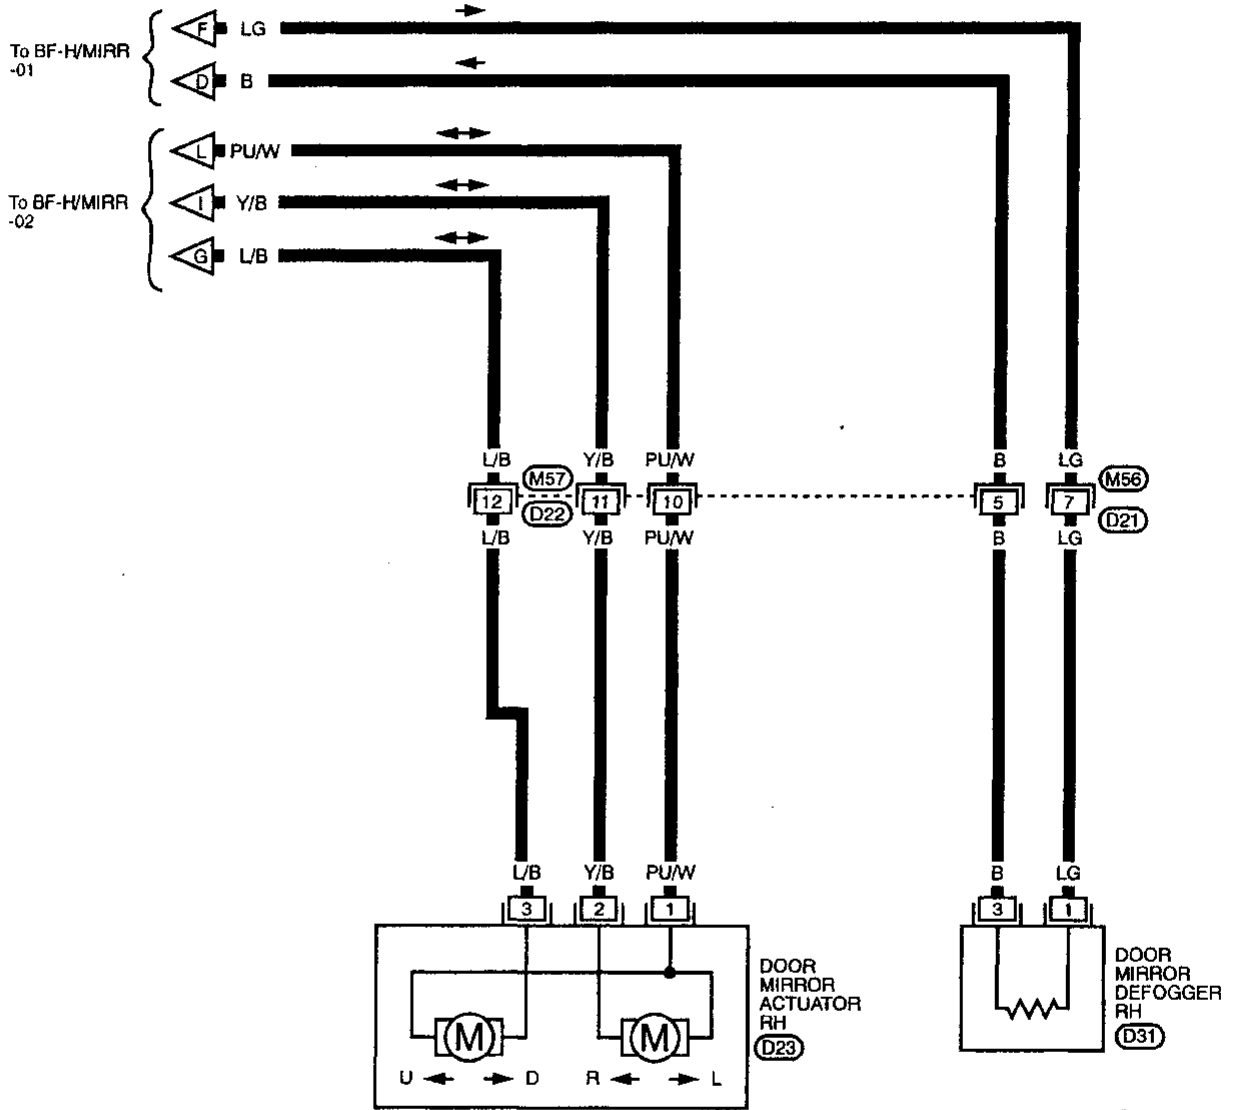 To BF-H/MIRR
-01
F LG
D B
To BF-H/MIRR
-02
L PU/W
I Y/B
G L/B
L/B Y/B PU/W B LG
M57 M56
12 11 10 5 7
D22 D21
L/B Y/B PU/W B LG
L/B Y/B PU/W B LG
3 2 1 3 1
DOOR
MIRROR
ACTUATOR
RH
D23
M M
U D R L
DOOR
MIRROR
DEFOGGER
RH
D31